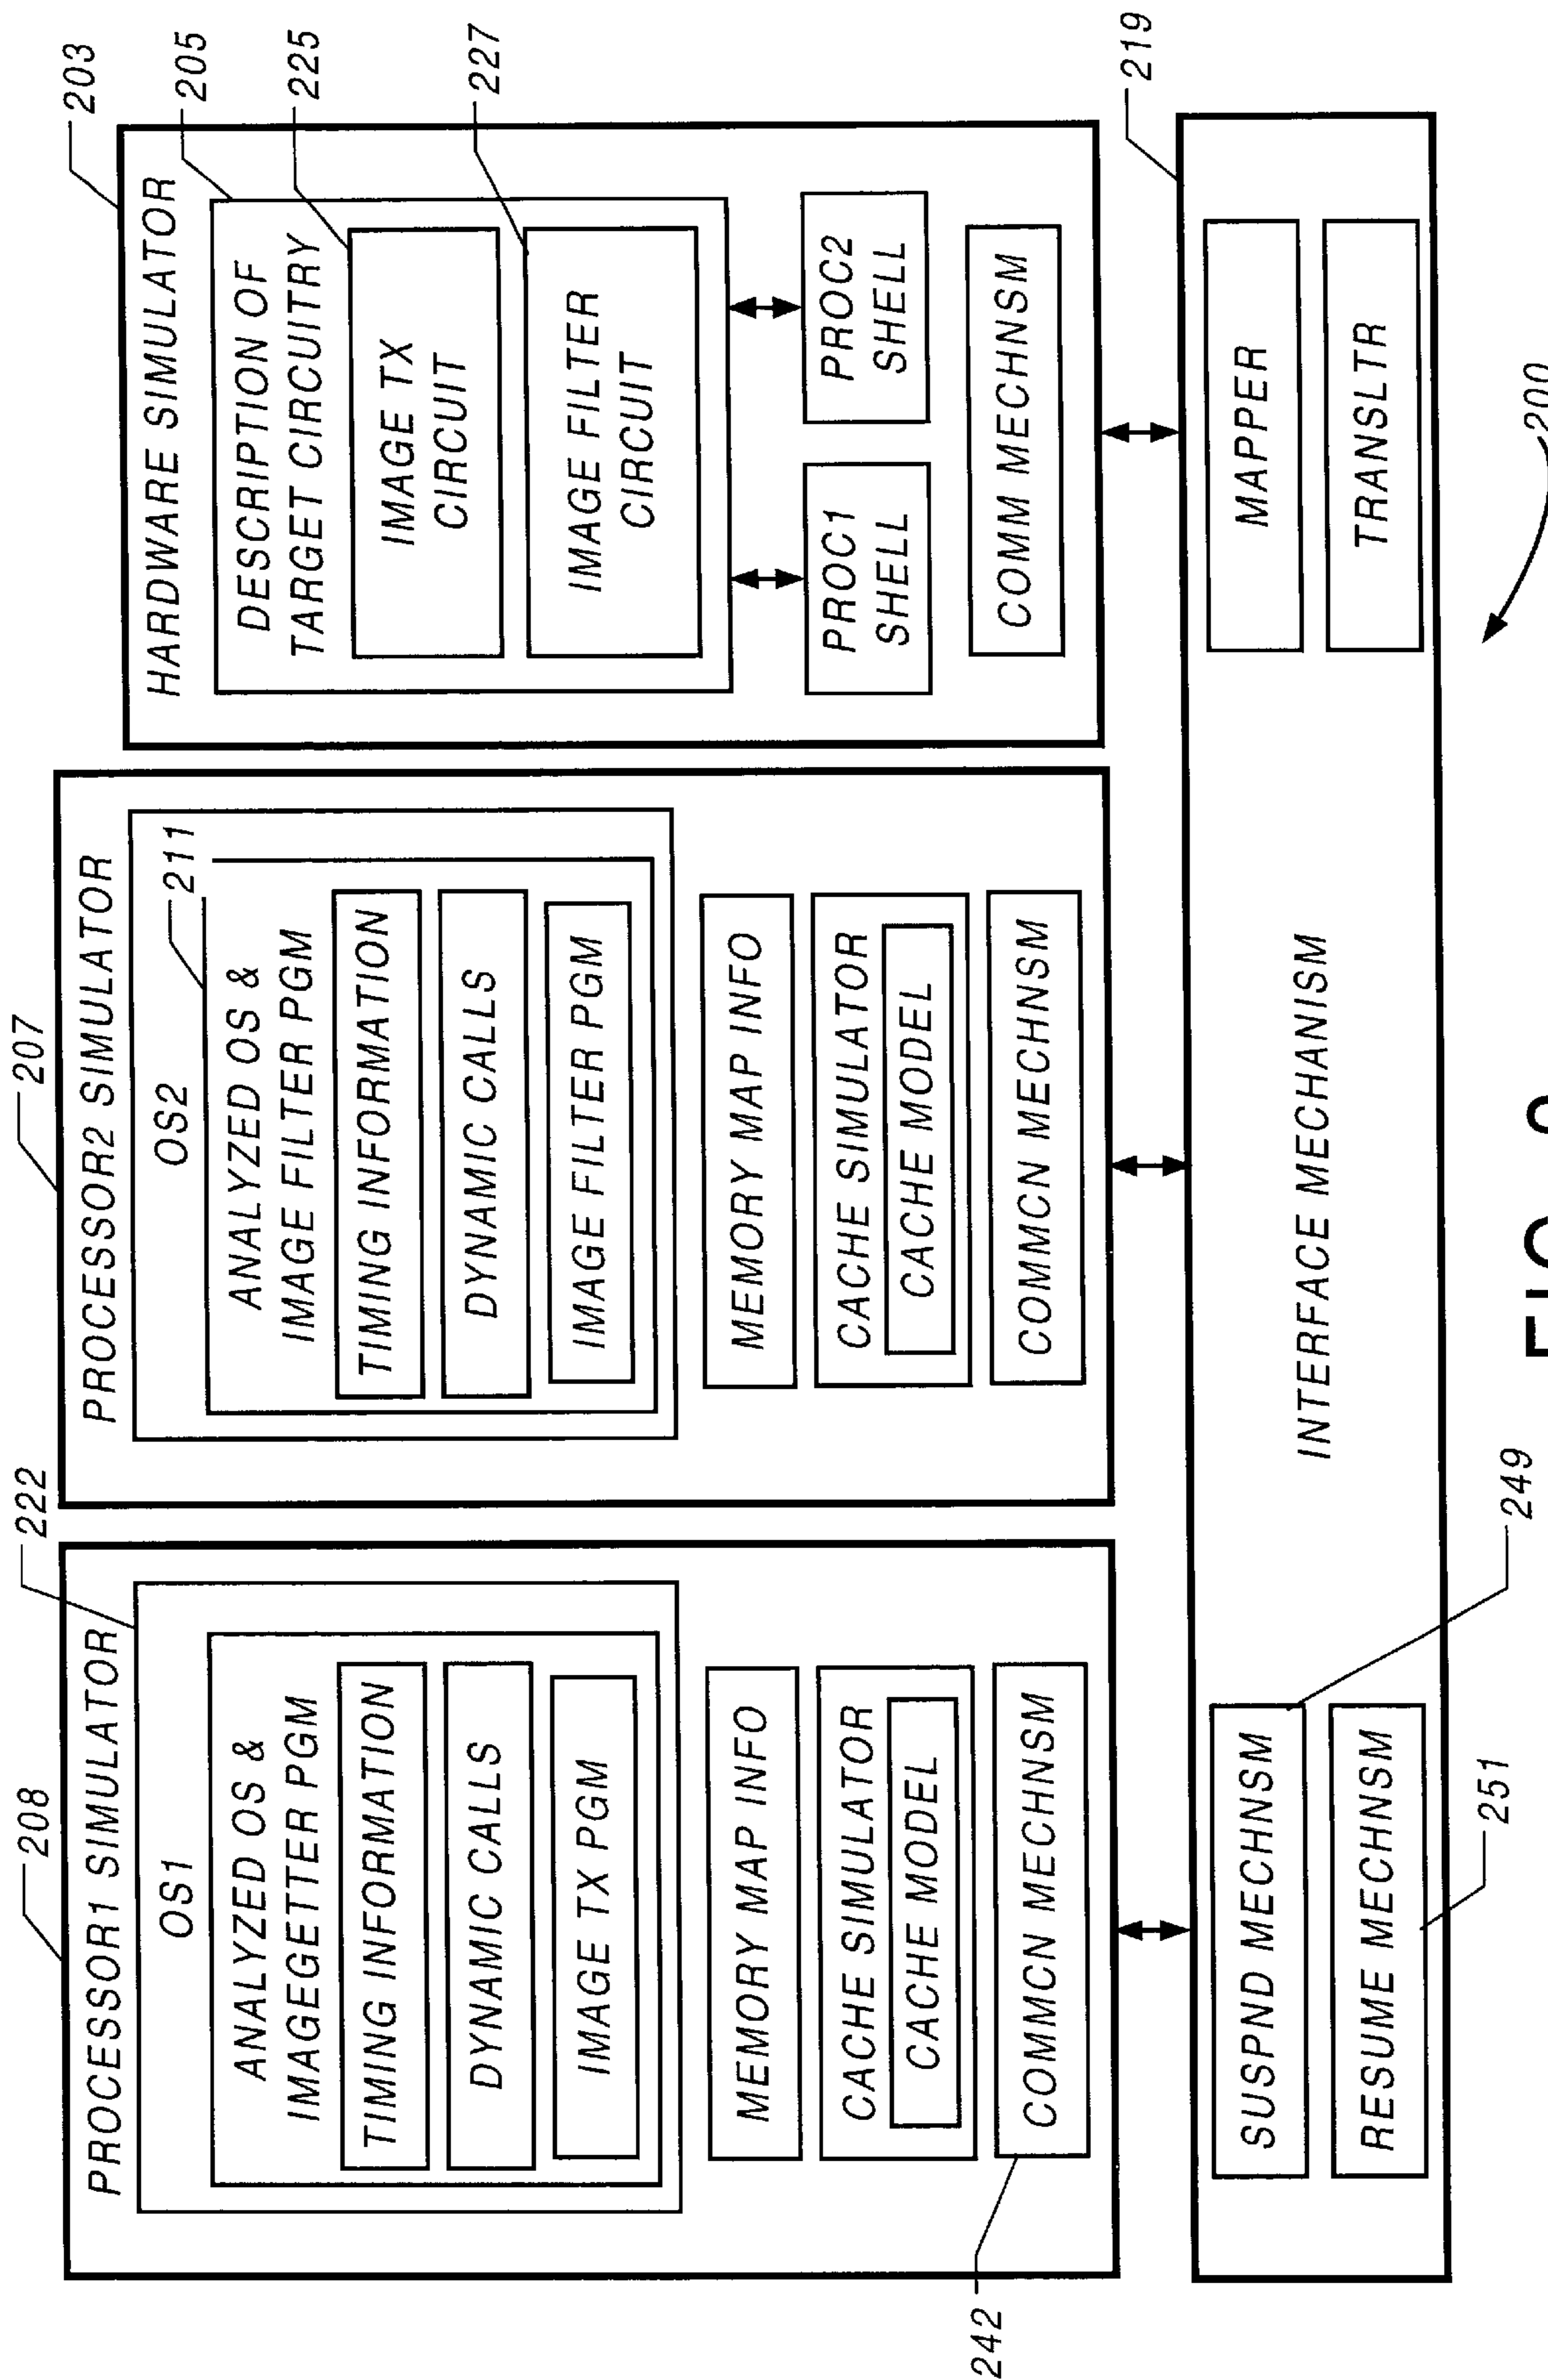 208
222
PROCESSOR1 SIMULATOR
OS1
ANALYZED OS &
IMAGEGETTER PGM
TIMING INFORMATION
DYNAMIC CALLS
IMAGE TX PGM
MEMORY MAP INFO
CACHE SIMULATOR
CACHE MODEL
COMMCN MECHNSM
242
207
PROCESSOR2 SIMULATOR
OS2
211
ANALYZED OS &
IMAGE FILTER PGM
TIMING INFORMATION
DYNAMIC CALLS
IMAGE FILTER PGM
MEMORY MAP INFO
CACHE SIMULATOR
CACHE MODEL
COMMCN MECHNSM
203
205
225
227
HARDWARE SIMULATOR
DESCRIPTION OF
TARGET CIRCUITRY
IMAGE TX
CIRCUIT
IMAGE FILTER
CIRCUIT
PROC1
SHELL
PROC2
SHELL
COMM MECHNSM
219
SUSPND MECHNSM
RESUME MECHNSM
INTERFACE MECHANISM
MAPPER
TRANSLTR
249
251
200